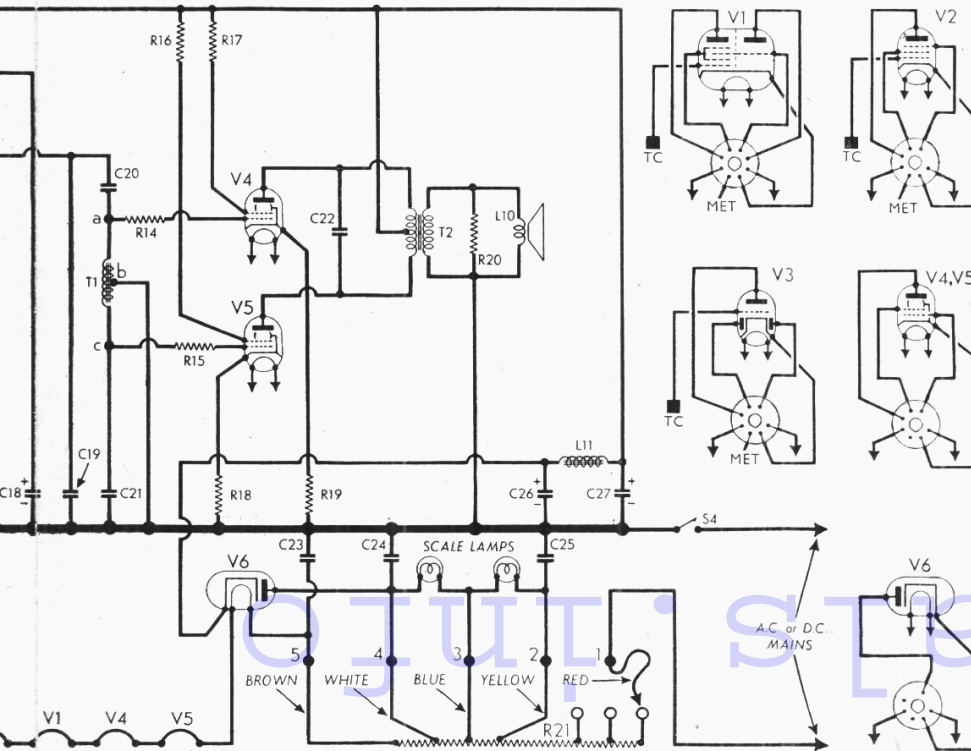 R16
R17
V1
V2
TC
TC
MET
MET
C20
V4
a
R14
C22
T2
L10
R20
b
T1
V5
c
R15
V3
V4,V5
TC
MET
C19
L11
C18
+
−
C21
R18
R19
C26
+
−
C27
+
−
S4
C23
C24
SCALE LAMPS
C25
V6
V6
A.C or D.C.
MAINS
5
4
3
2
1
BROWN
WHITE
BLUE
YELLOW
RED
R21
V1
V4
V5